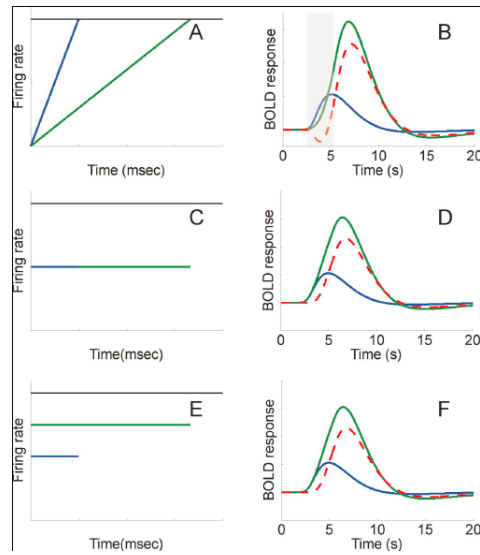 A
Firing rate
Time (msec)
B
BOLD response
0 5 10 15 20
Time (s)
C
Firing rate
Time(msec)
D
BOLD response
0 5 10 15 20
Time (s)
E
Firing rate
Time(msec)
F
BOLD response
0 5 10 15 20
Time (s)